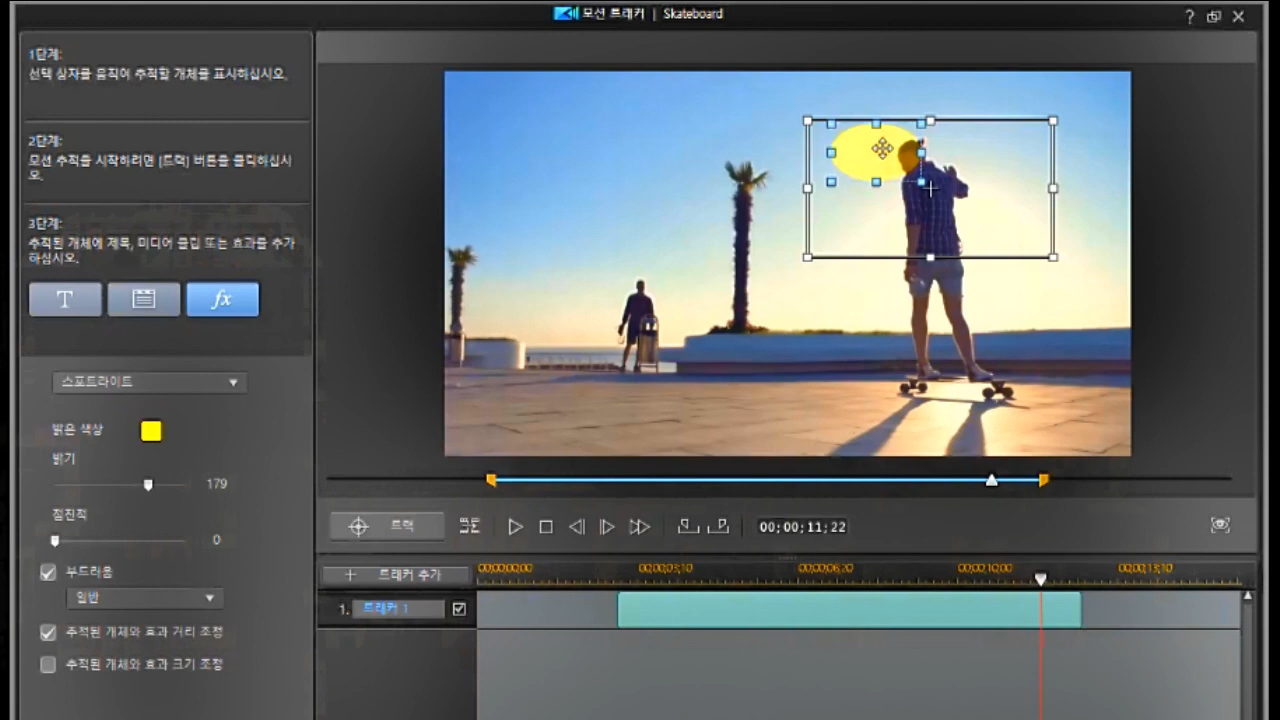 모션 트래커 | Skateboard
?
1단계:
선택 상자를 움직여 추적할 개체를 표시하십시오.
2단계:
모션 추적을 시작하려면 [트랙] 버튼을 클릭하십시
오.
3단계:
추적된 개체에 제목, 미디어 클립 또는 효과를 추가
하십시오.
T
fx
스포트라이트
밝은 색상
밝기
179
점진적
0
부드러움
일반
추적된 개체와 효과 거리 조정
추적된 개체와 효과 크기 조정
트랙
00;00;11;22
트래커 추가
00;00;00;00 00;00;03;10 00;00;06;20 00;00;10;00 00;00;13;10
1. 트래커 1